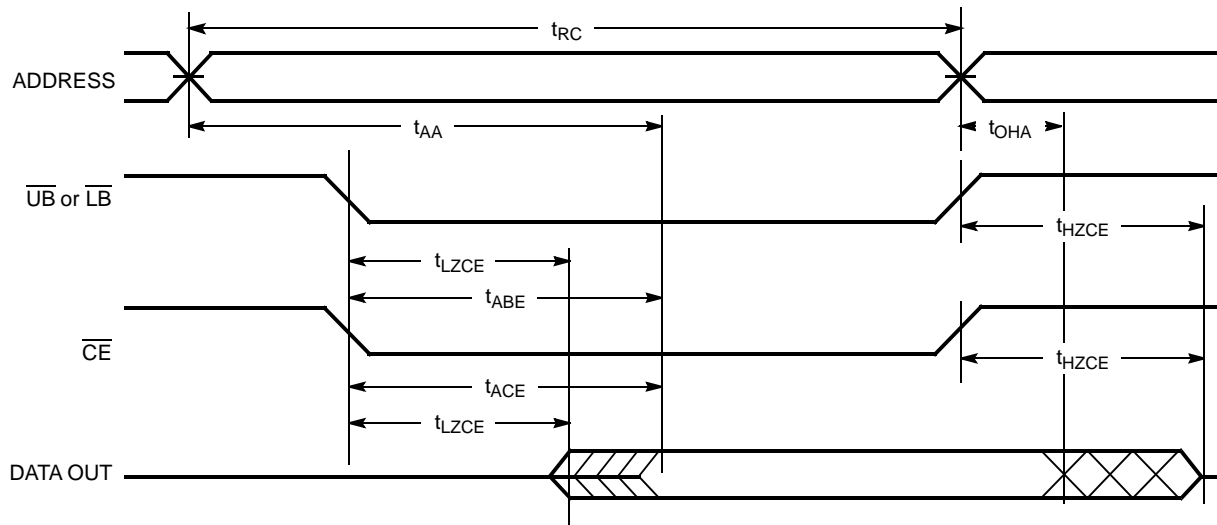 tRC
ADDRESS
tAA
tOHA
UB or LB
tHZCE
tLZCE
tABE
CE
tHZCE
tACE
tLZCE
DATA OUT